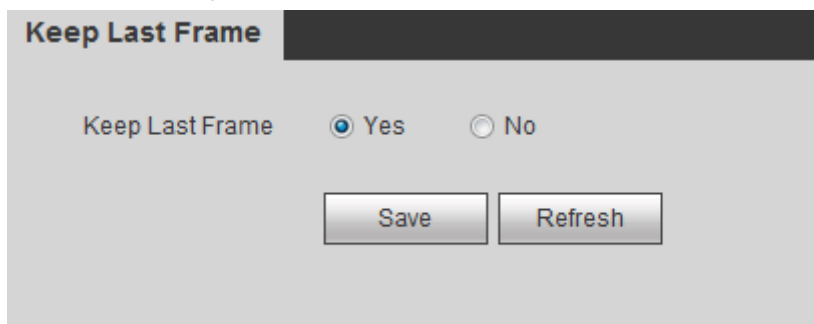 Keep Last Frame
Keep Last Frame Yes No
Save Refresh